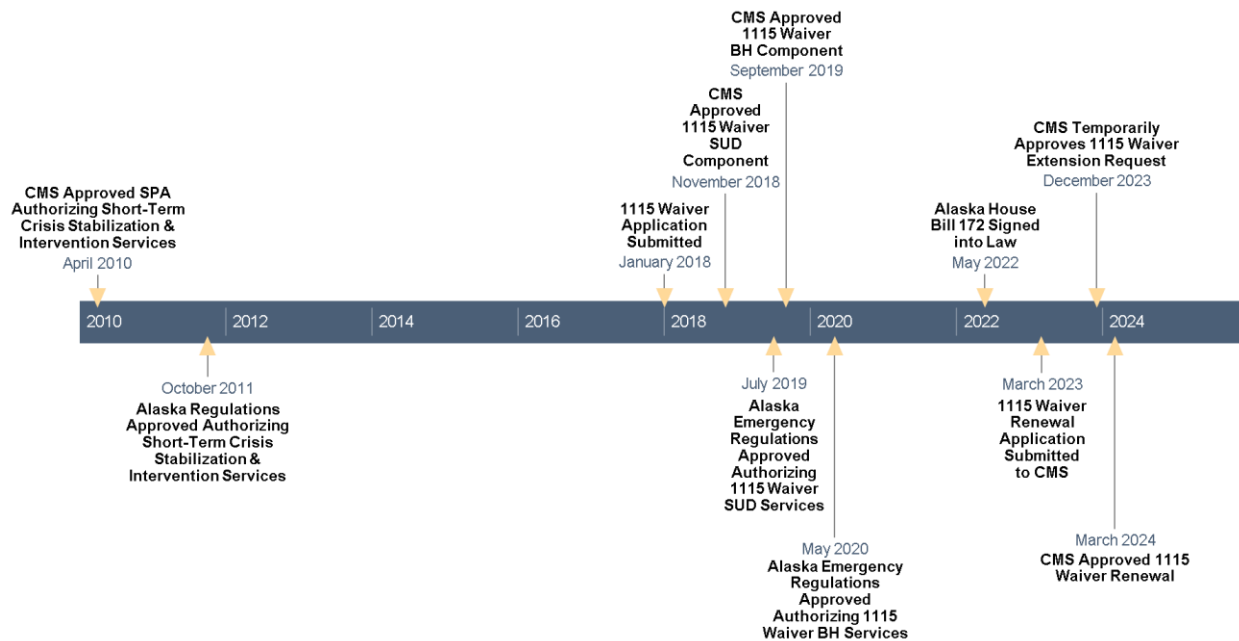 CMS Approved
1115 Waiver
BH Component
September 2019
CMS
Approved
1115 Waiver
SUD
Component
November 2018
CMS Temporarily
Approves 1115 Waiver
Extension Request
December 2023
CMS Approved SPA
Authorizing Short-Term
Crisis Stabilization &
Intervention Services
April 2010
1115 Waiver
Application
Submitted
January 2018
Alaska House
Bill 172 Signed
into Law
May 2022
2010 2012 2014 2016 2018 2020 2022 2024
October 2011
Alaska Regulations
Approved Authorizing
Short-Term Crisis
Stabilization &
Intervention Services
July 2019
Alaska
Emergency
Regulations
Approved
Authorizing
1115 Waiver
SUD Services
March 2023
1115 Waiver
Renewal
Application
Submitted
to CMS
May 2020
Alaska Emergency
Regulations
Approved
Authorizing 1115
Waiver BH Services
March 2024
CMS Approved 1115
Waiver Renewal